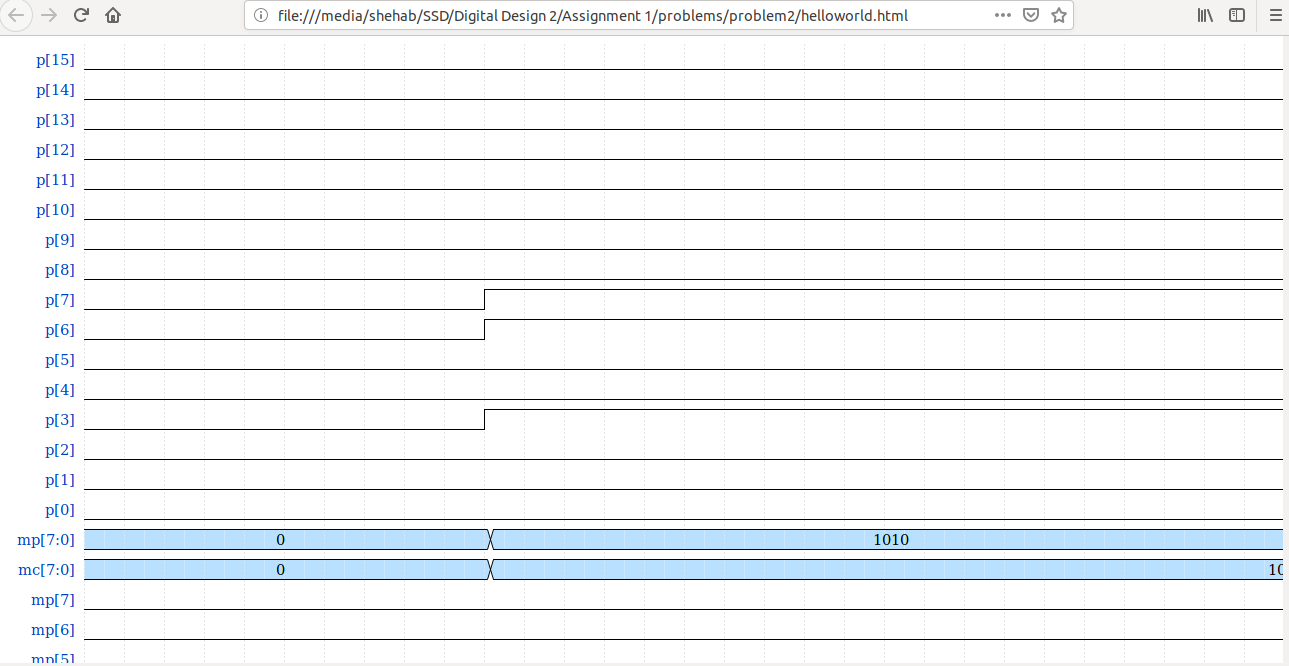 file:///media/shehab/SSD/Digital Design 2/Assignment 1/problems/problem2/helloworld.html
p[15]
p[14]
p[13]
p[12]
p[11]
p[10]
p[9]
p[8]
p[7]
p[6]
p[5]
p[4]
p[3]
p[2]
p[1]
p[0]
mp[7:0] 0 1010
mc[7:0] 0 10
mp[7]
mp[6]
mp[5]